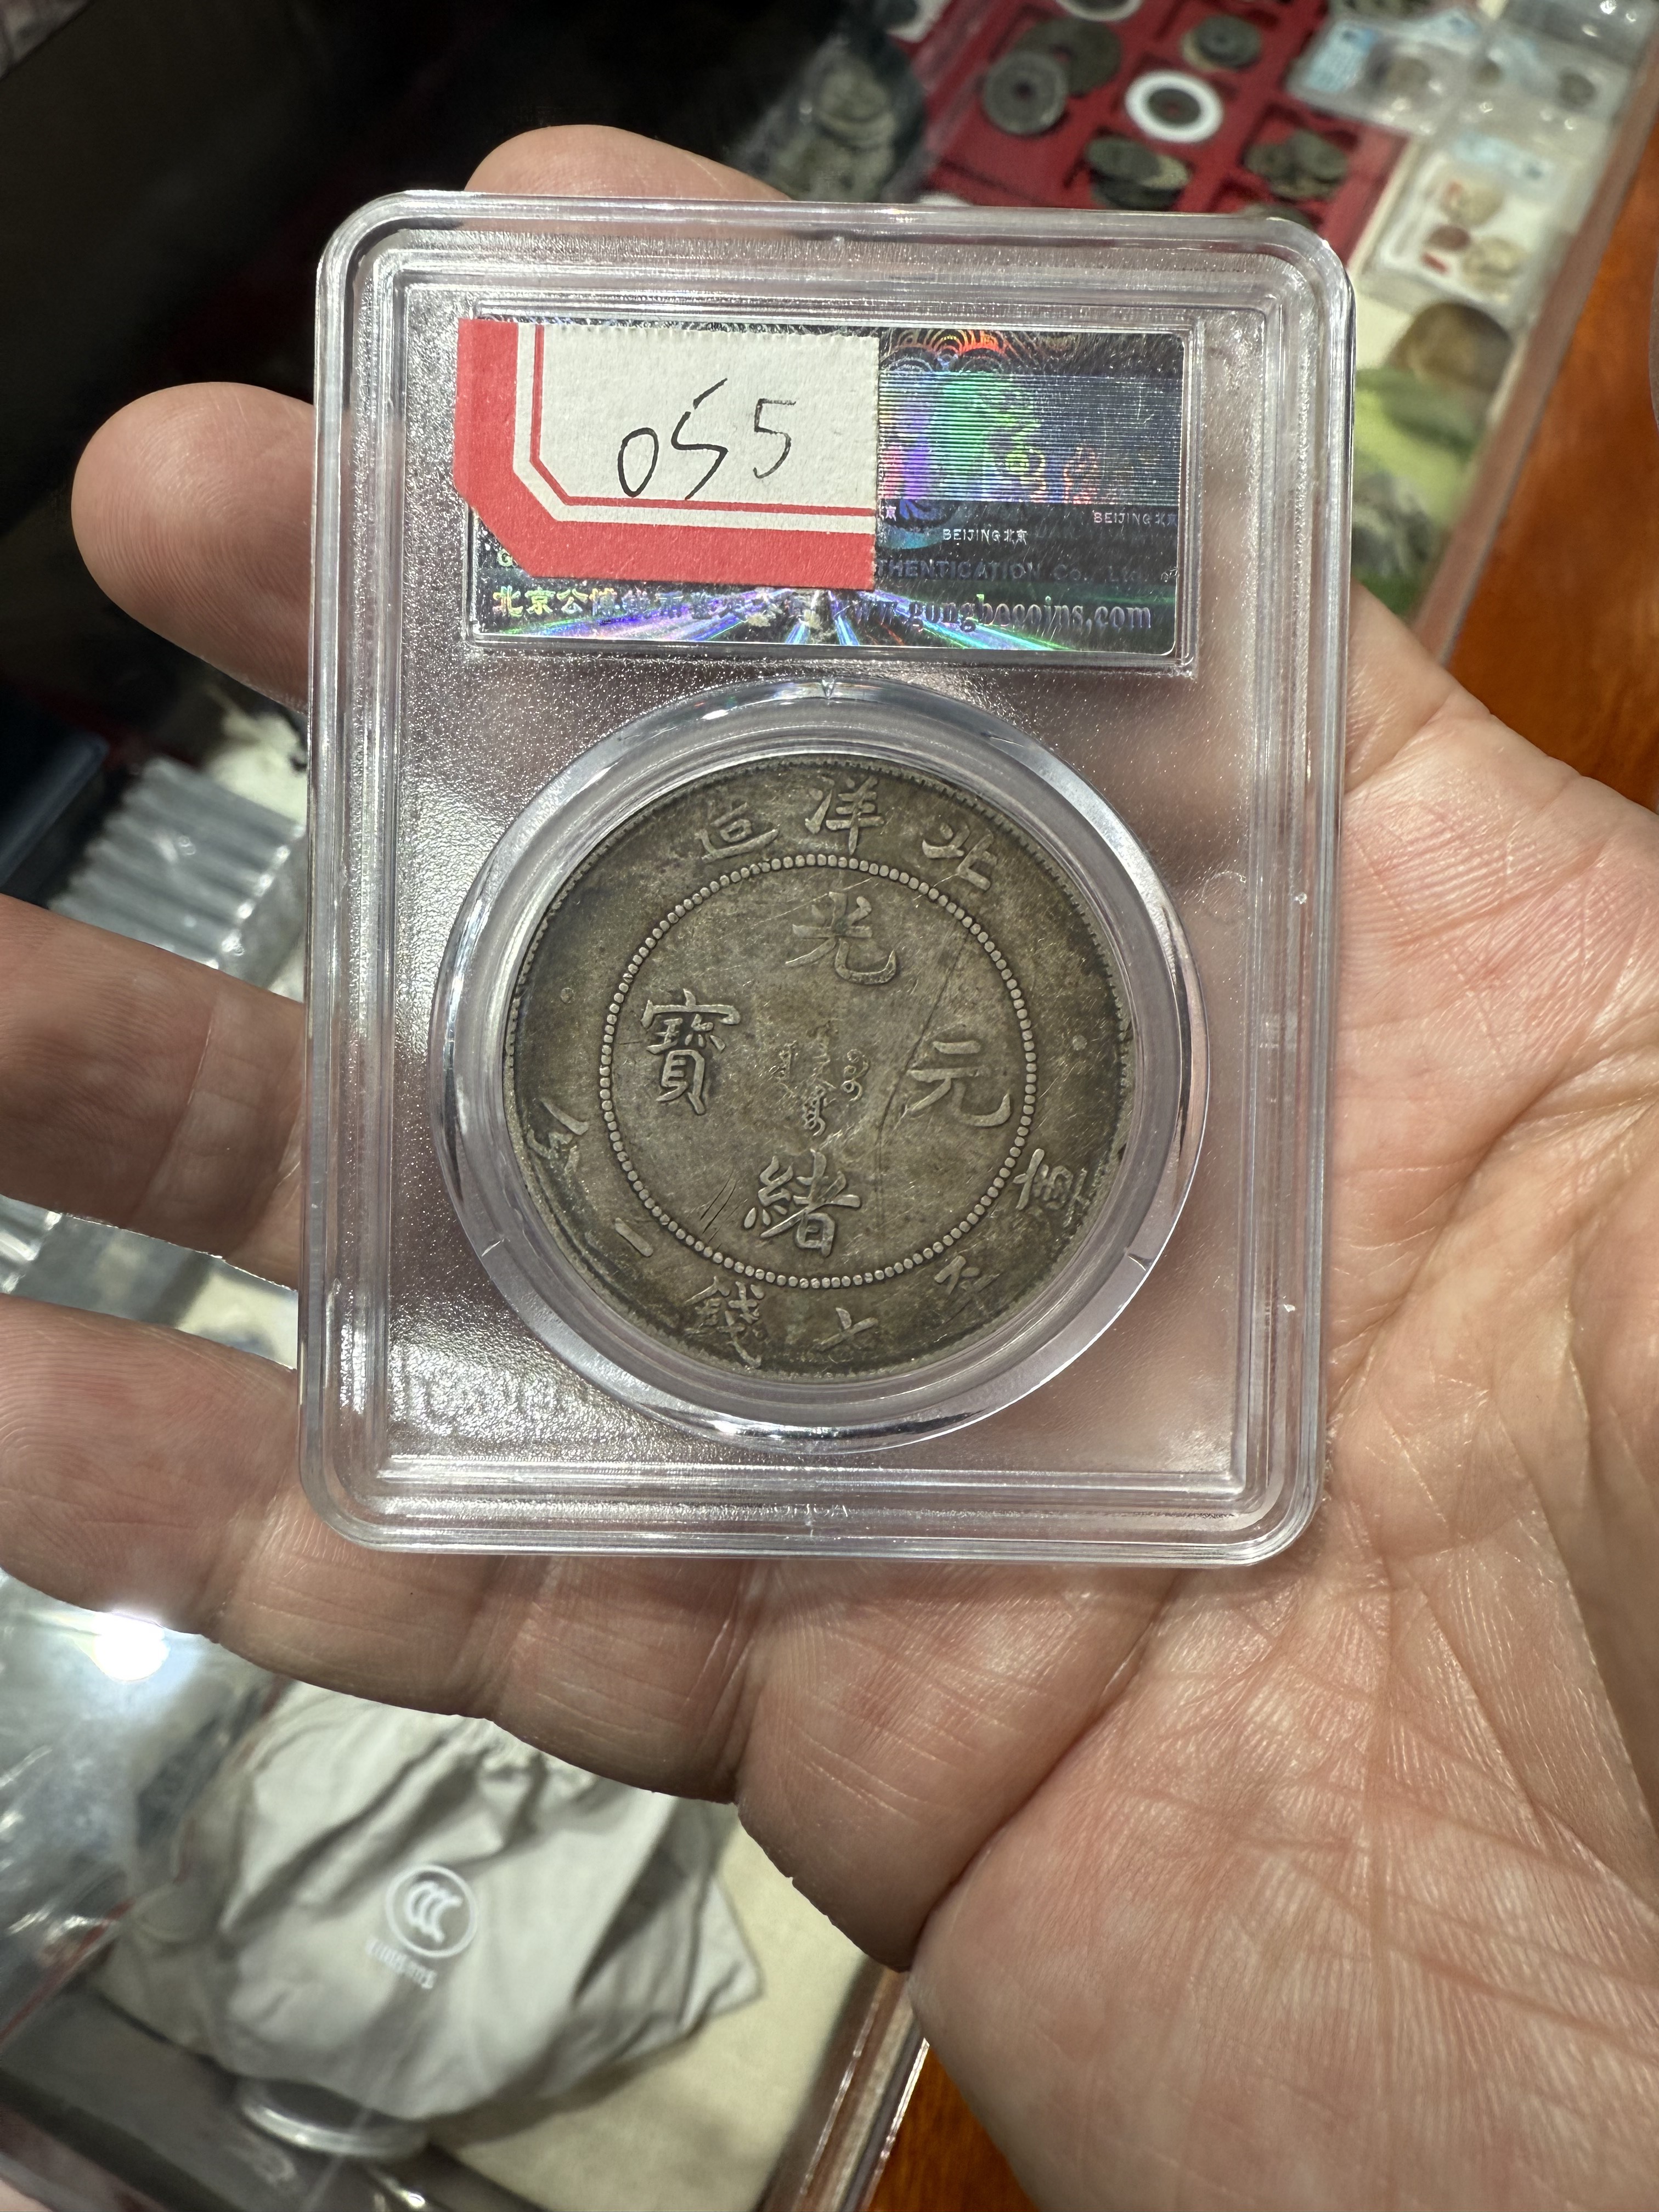 055
BEIJING北京
BEIJING北京
THENTICATION Co., Ltd.
北京公博
www.gongbocoins.com
造洋北
光
寶 元
緒
庫平七錢一分